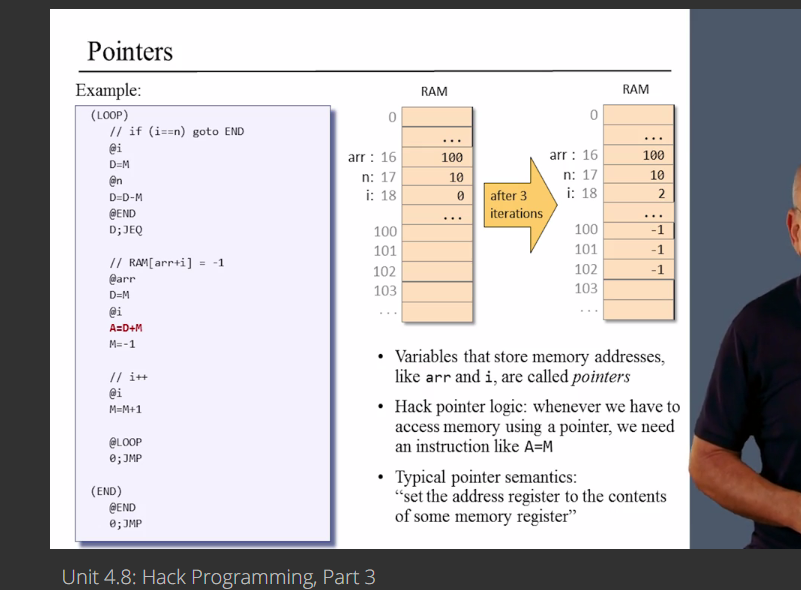 Pointers
Example:
(LOOP)
// if (i==n) goto END
@i
D=M
@n
D=D-M
@END
D;JEQ
// RAM[arr+i] = -1
@arr
D=M
@i
A=D+M
M=-1
// i++
@i
M=M+1
@LOOP
0;JMP
(END)
@END
0;JMP
RAM
0
...
arr : 16 100
n: 17 10
i: 18 0
...
100
101
102
103
...
after 3
iterations
RAM
0
...
arr : 16 100
n: 17 10
i: 18 2
...
100 -1
101 -1
102 -1
103
...
• Variables that store memory addresses,
like arr and i, are called pointers
• Hack pointer logic: whenever we have to
access memory using a pointer, we need
an instruction like A=M
• Typical pointer semantics:
“set the address register to the contents
of some memory register”
Unit 4.8: Hack Programming, Part 3